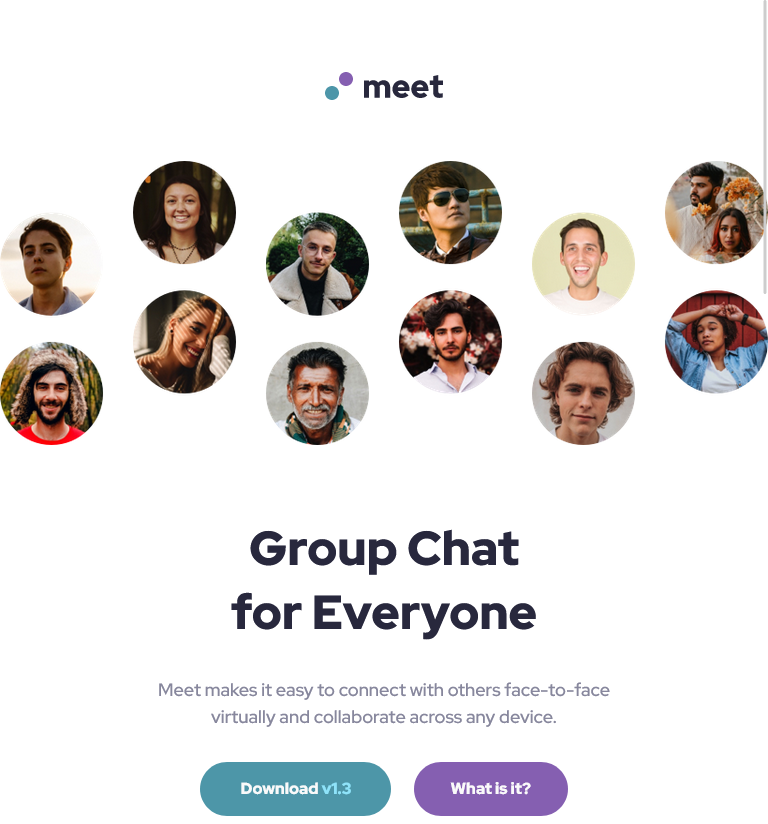 meet
Group Chat
for Everyone
Meet makes it easy to connect with others face-to-face
virtually and collaborate across any device.
Download v1.3
What is it?